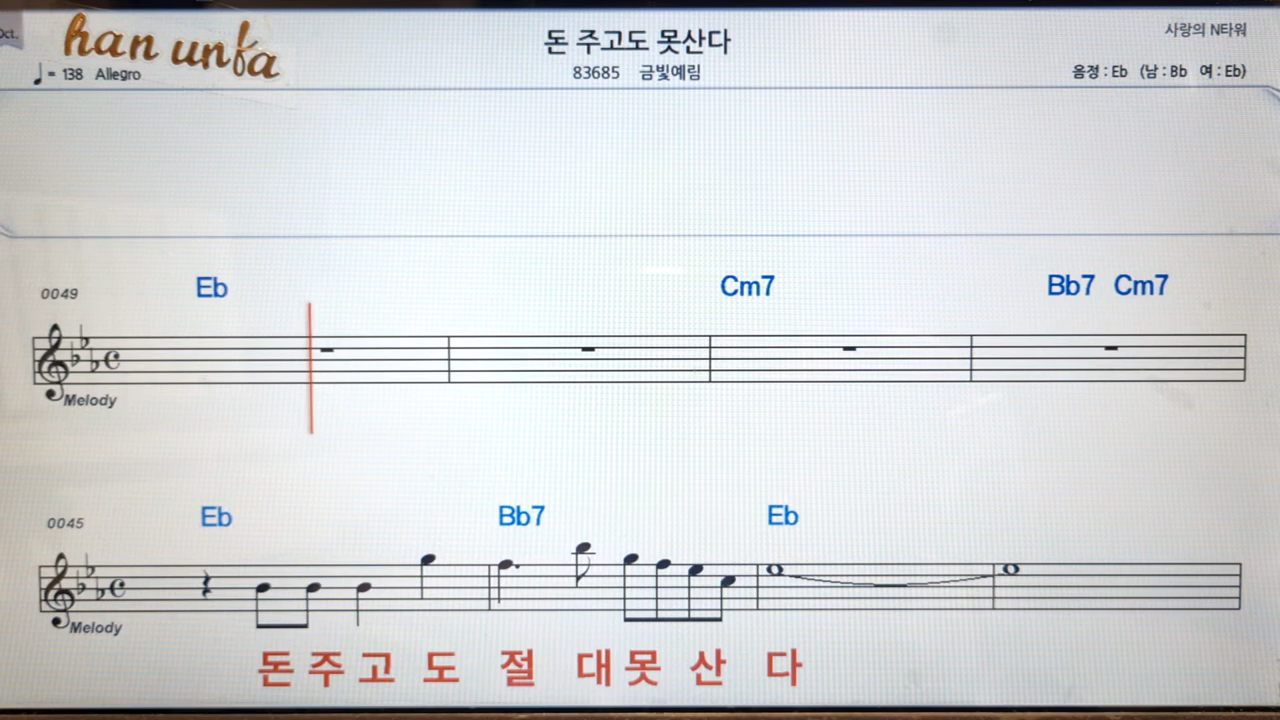 Oct.
han unfa
돈 주고도 못산다
사랑의 N타워
♩= 138 Allegro
83685 금빛예림
음정 : Eb (남 : Bb 여 : Eb)
0049
Eb Cm7 Bb7 Cm7
Melody
0045
Eb Bb7 Eb
Melody
돈 주 고 도 절 대 못 산 다